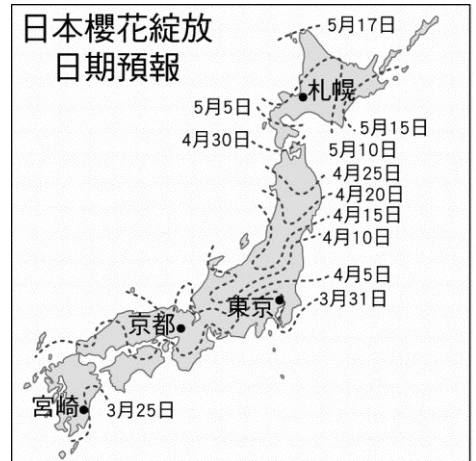 日本櫻花綻放
日期預報
5月17日
札幌
5月5日
5月15日
4月30日
5月10日
4月25日
4月20日
4月15日
4月10日
4月5日
東京
3月31日
京都
宮崎
3月25日